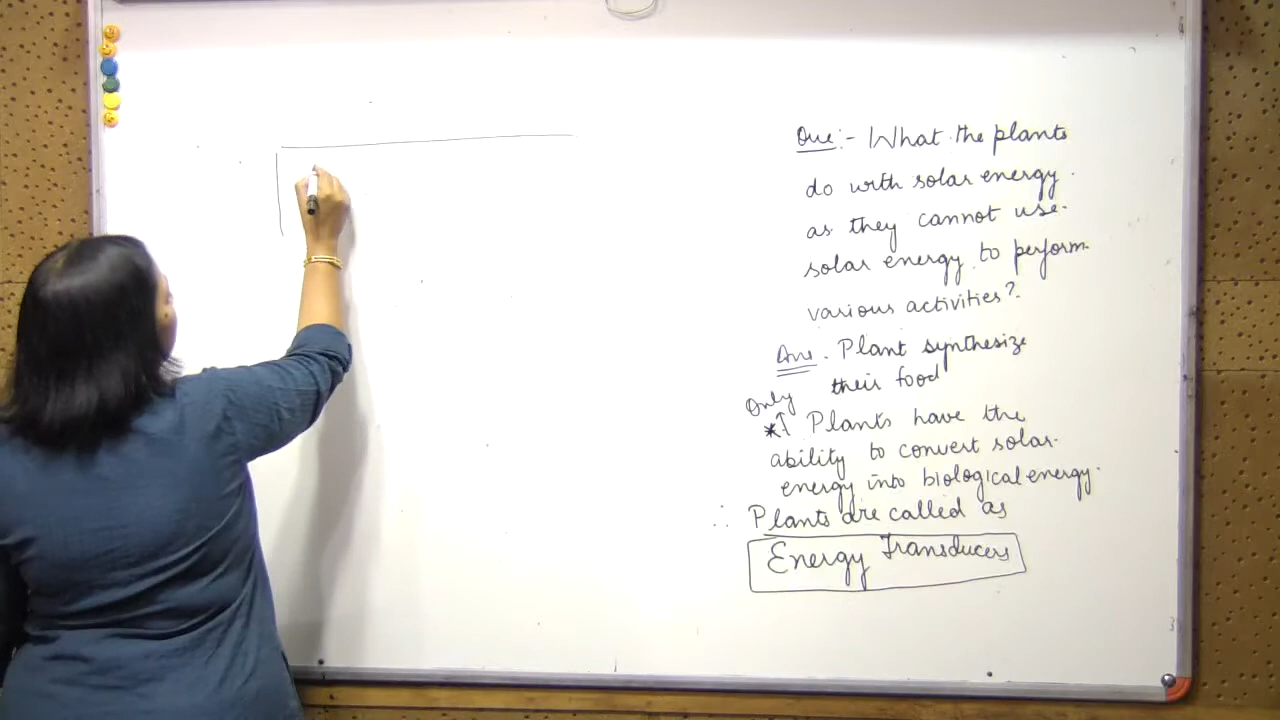 Que:- What the plants
do with solar energy.
as they cannot use.
solar energy to perform.
various activities?
Ans. Plant synthesize
their food
Only
*↑ Plants have the
ability to convert solar.
energy into biological energy.
∴ Plants are called as
Energy Transducers